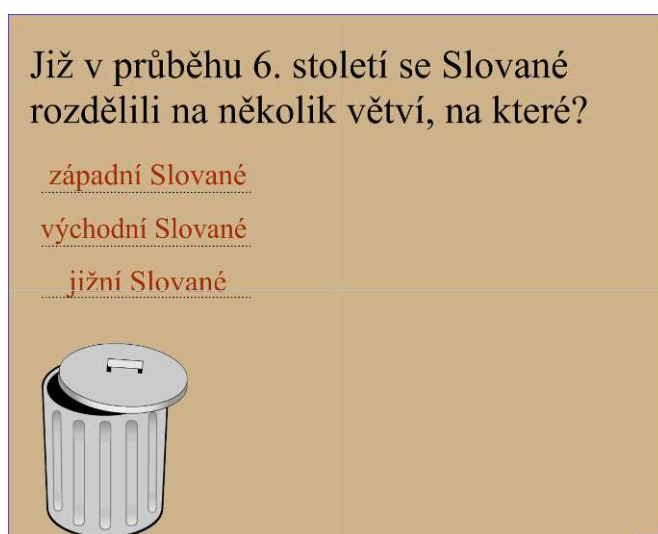 Již v průběhu 6. století se Slované
rozdělili na několik větví, na které?
západní Slované
východní Slované
jižní Slované